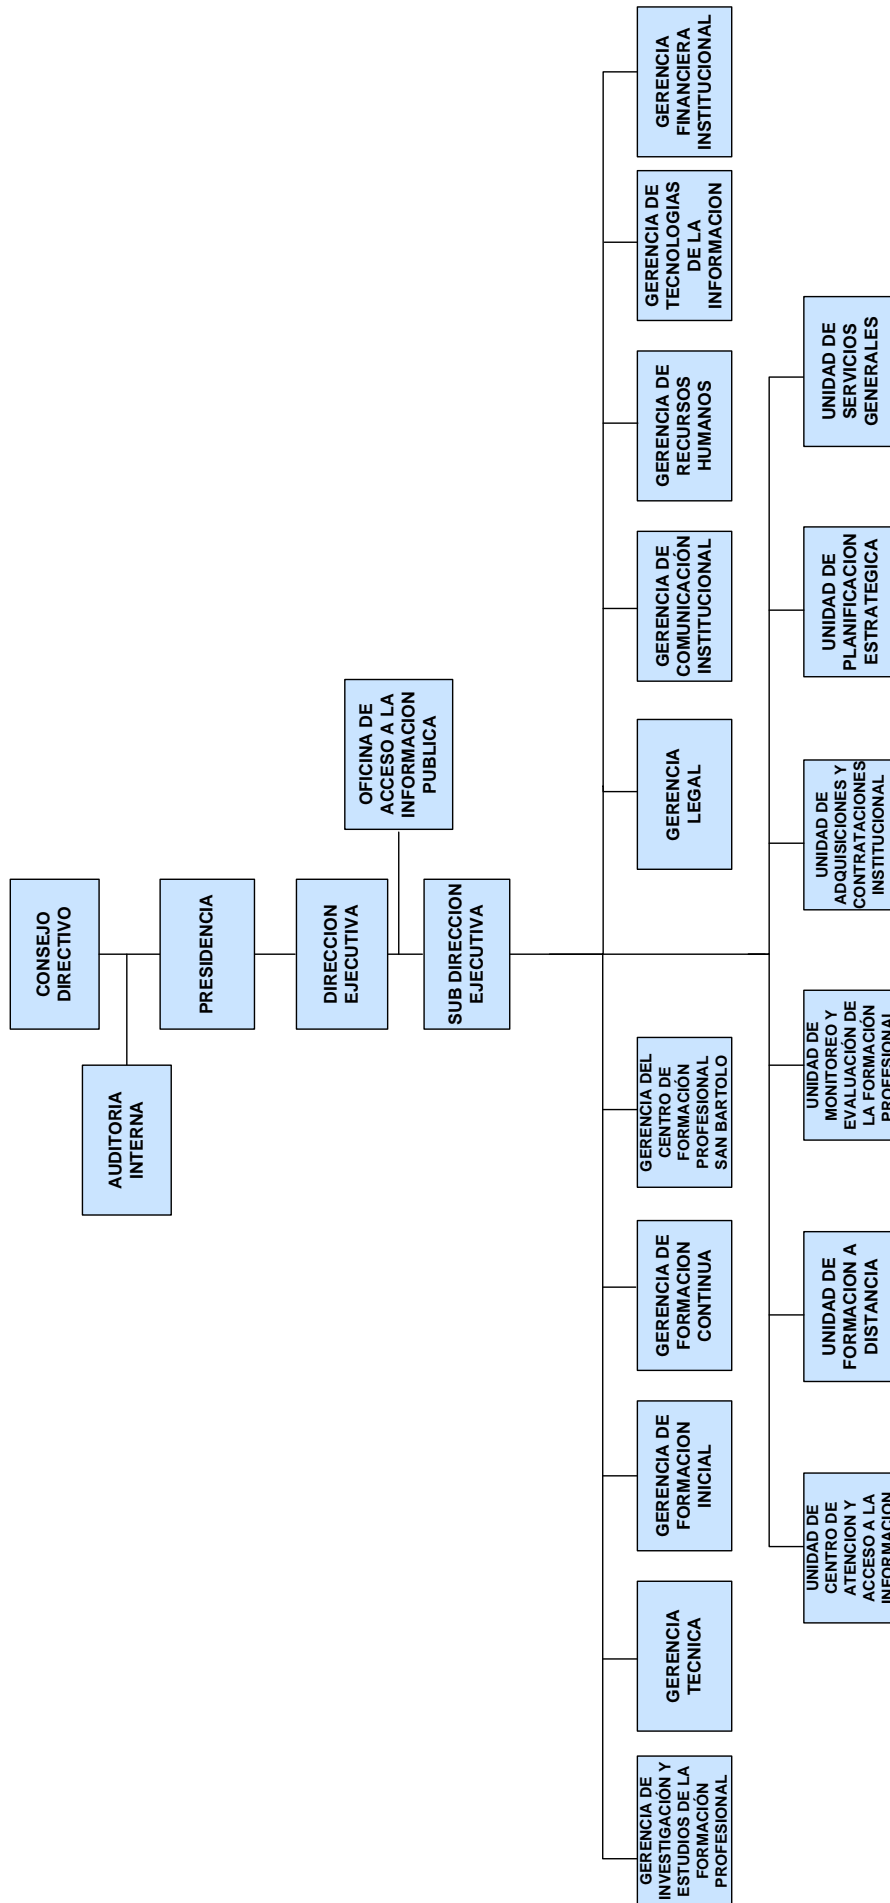 CONSEJO
DIRECTIVO
AUDITORIA
INTERNA
PRESIDENCIA
DIRECCION
EJECUTIVA
OFICINA DE
ACCESO A LA
INFORMACION
PUBLICA
SUB DIRECCION
EJECUTIVA
GERENCIA DE
INVESTIGACIÓN Y
ESTUDIOS DE LA
FORMACIÓN
PROFESIONAL
GERENCIA
TECNICA
GERENCIA DE
FORMACION
INICIAL
GERENCIA DE
FORMACION
CONTINUA
GERENCIA DEL
CENTRO DE
FORMACIÓN
PROFESIONAL
SAN BARTOLO
GERENCIA
LEGAL
GERENCIA DE
COMUNICACIÓN
INSTITUCIONAL
GERENCIA DE
RECURSOS
HUMANOS
GERENCIA DE
TECNOLOGIAS
DE LA
INFORMACION
GERENCIA
FINANCIERA
INSTITUCIONAL
UNIDAD DE
CENTRO DE
ATENCION Y
ACCESO A LA
INFORMACION
UNIDAD DE
FORMACION A
DISTANCIA
UNIDAD DE
MONITOREO Y
EVALUACIÓN DE
LA FORMACIÓN
PROFESIONAL
UNIDAD DE
ADQUISICIONES Y
CONTRATACIONES
INSTITUCIONAL
UNIDAD DE
PLANIFICACION
ESTRATEGICA
UNIDAD DE
SERVICIOS
GENERALES